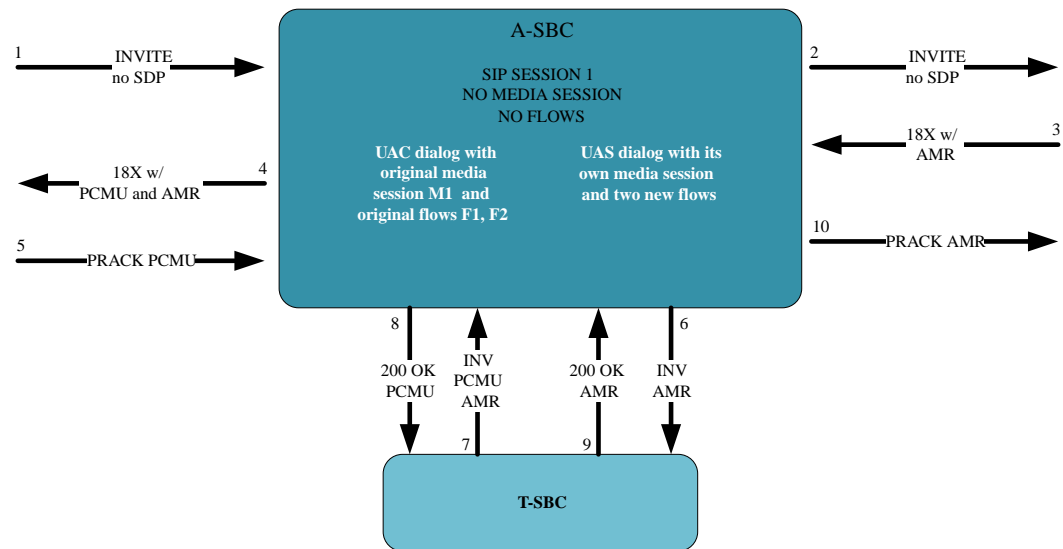 A-SBC
1
INVITE
no SDP
2
INVITE
no SDP
SIP SESSION 1
NO MEDIA SESSION
NO FLOWS
3
18X w/
AMR
UAC dialog with
original media
session M1 and
original flows F1, F2
UAS dialog with its
own media session
and two new flows
18X w/
PCMU and AMR
4
5
PRACK PCMU
10
PRACK AMR
8
200 OK
PCMU
INV
PCMU
AMR
7
200 OK
AMR
9
6
INV
AMR
T-SBC